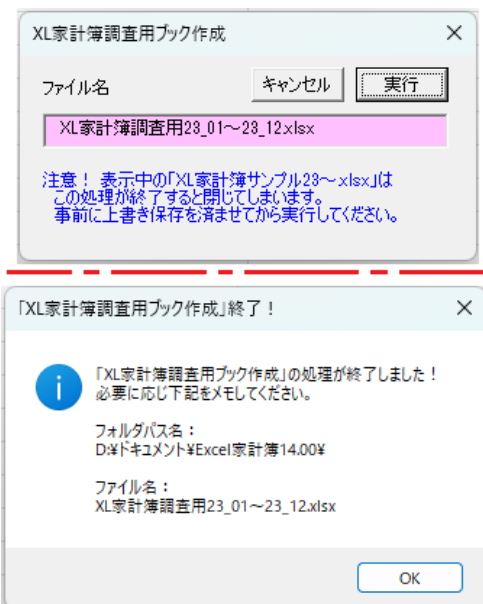 XL家計簿調査用ブック作成
ファイル名
キャンセル
実行
XL家計簿調査用23_01～23_12.xlsx
注意！ 表示中の「XL家計簿サンプル23～.xlsx」は
この処理が終了すると閉じてしまいます。
事前に上書き保存を済ませてから実行してください。
「XL家計簿調査用ブック作成」終了！
「XL家計簿調査用ブック作成」の処理が終了しました！
必要に応じ下記をメモしてください。
フォルダパス名：
D:¥ドキュメント¥Excel家計簿14.00¥
ファイル名：
XL家計簿調査用23_01～23_12.xlsx
OK